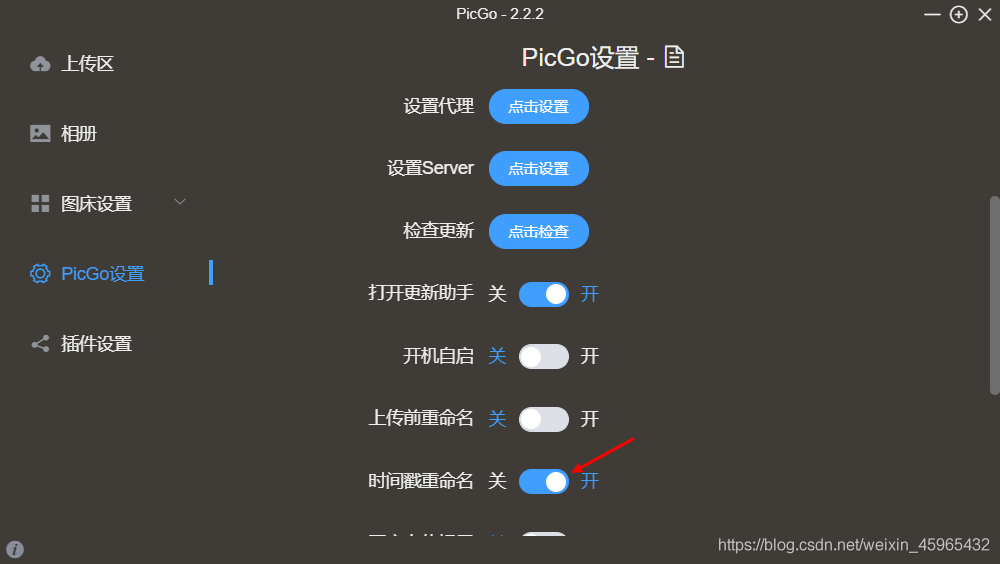 PicGo - 2.2.2
上传区
相册
图床设置
PicGo设置
插件设置
PicGo设置 -
设置代理 点击设置
设置Server 点击设置
检查更新 点击检查
打开更新助手 关 开
开机自启 关 开
上传前重命名 关 开
时间戳重命名 关 开
https://blog.csdn.net/weixin_45965432